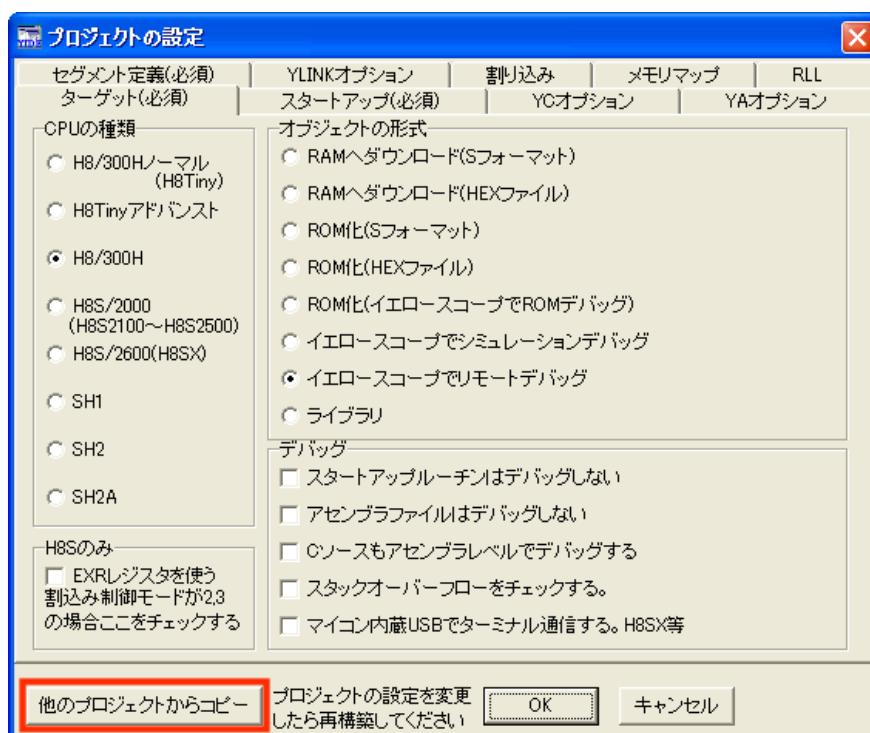 プロジェクトの設定
セグメント定義(必須) YLINKオプション 割り込み メモリマップ RLL
ターゲット(必須) スタートアップ(必須) YCオプション YAオプション
CPUの種類
H8/300Hノーマル
(H8Tiny)
H8Tinyアドバンスト
H8/300H
H8S/2000
(H8S2100～H8S2500)
H8S/2600(H8SX)
SH1
SH2
SH2A
H8Sのみ
EXRレジスタを使う
割込み制御モードが2,3
の場合ここをチェックする
オブジェクトの形式
RAMへダウンロード(Sフォーマット)
RAMへダウンロード(HEXファイル)
ROM化(Sフォーマット)
ROM化(HEXファイル)
ROM化(イエロースコープでROMデバッグ)
イエロースコープでシミュレーションデバッグ
イエロースコープでリモートデバッグ
ライブラリ
デバッグ
スタートアップルーチンはデバッグしない
アセンブラファイルはデバッグしない
Cソースもアセンブラレベルでデバッグする
スタックオーバーフローをチェックする。
マイコン内蔵USBでターミナル通信する。H8SX等
他のプロジェクトからコピー
プロジェクトの設定を変更
したら再構築してください
OK
キャンセル